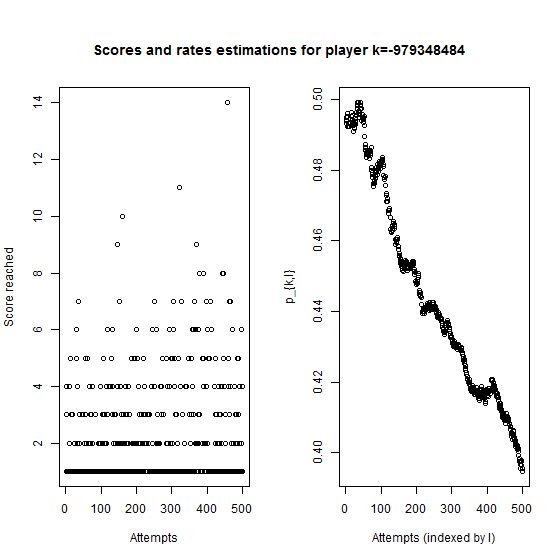 Scores and rates estimations for player k=-979348484
Score reached
14
12
10
8
6
4
2
0 100 200 300 400 500
Attempts
p_{k,l}
0.50
0.48
0.46
0.44
0.42
0.40
0 100 200 300 400 500
Attempts (indexed by l)